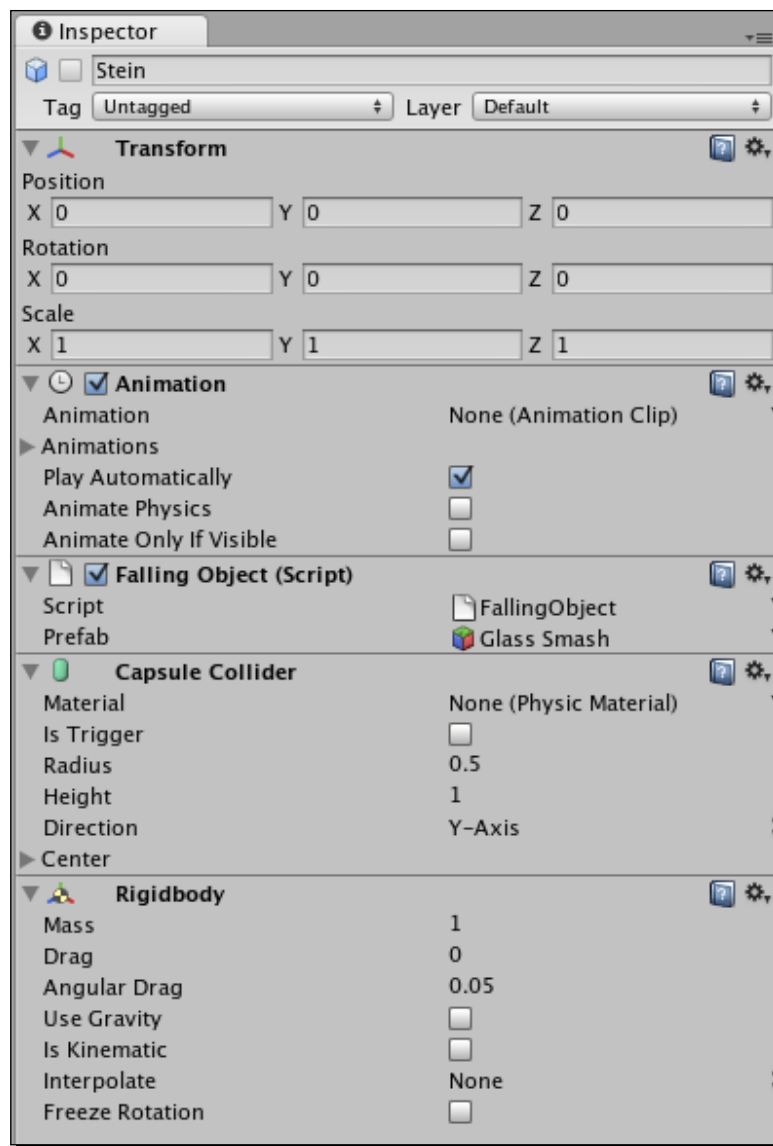 Inspector
Stein
Tag Untagged Layer Default
Transform
Position
X 0 Y 0 Z 0
Rotation
X 0 Y 0 Z 0
Scale
X 1 Y 1 Z 1
Animation
Animation None (Animation Clip)
Animations
Play Automatically
Animate Physics
Animate Only If Visible
Falling Object (Script)
Script FallingObject
Prefab Glass Smash
Capsule Collider
Material None (Physic Material)
Is Trigger
Radius 0.5
Height 1
Direction Y-Axis
Center
Rigidbody
Mass 1
Drag 0
Angular Drag 0.05
Use Gravity
Is Kinematic
Interpolate None
Freeze Rotation